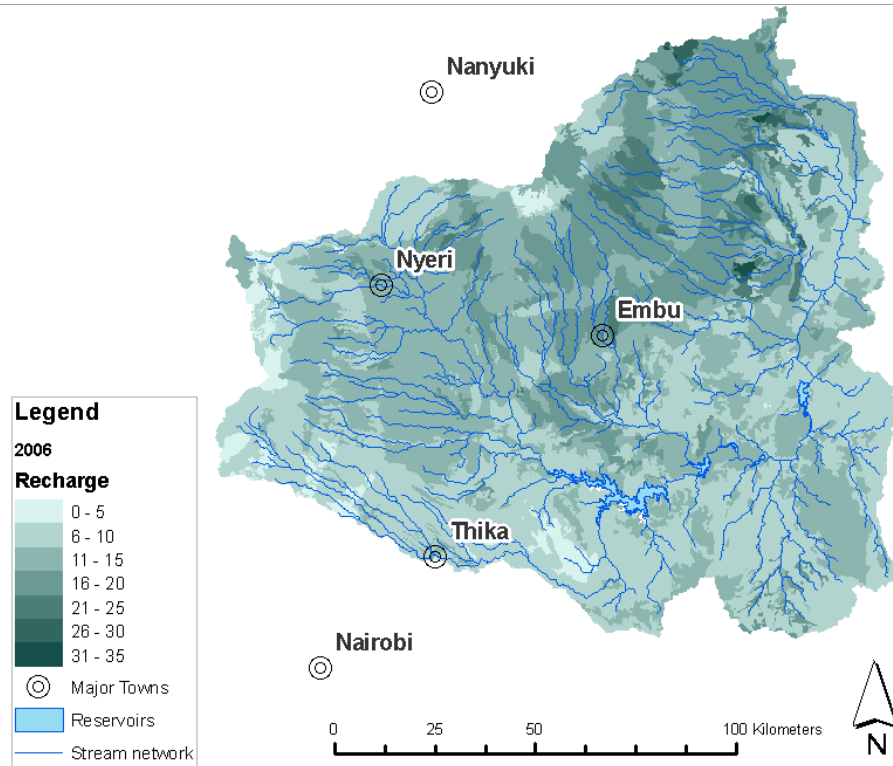 Nanyuki
Nyeri
Embu
Thika
Nairobi
Legend
2006
Recharge
0 - 5
6 - 10
11 - 15
16 - 20
21 - 25
26 - 30
31 - 35
Major Towns
Reservoirs
Stream network
0 25 50 100 Kilometers
N